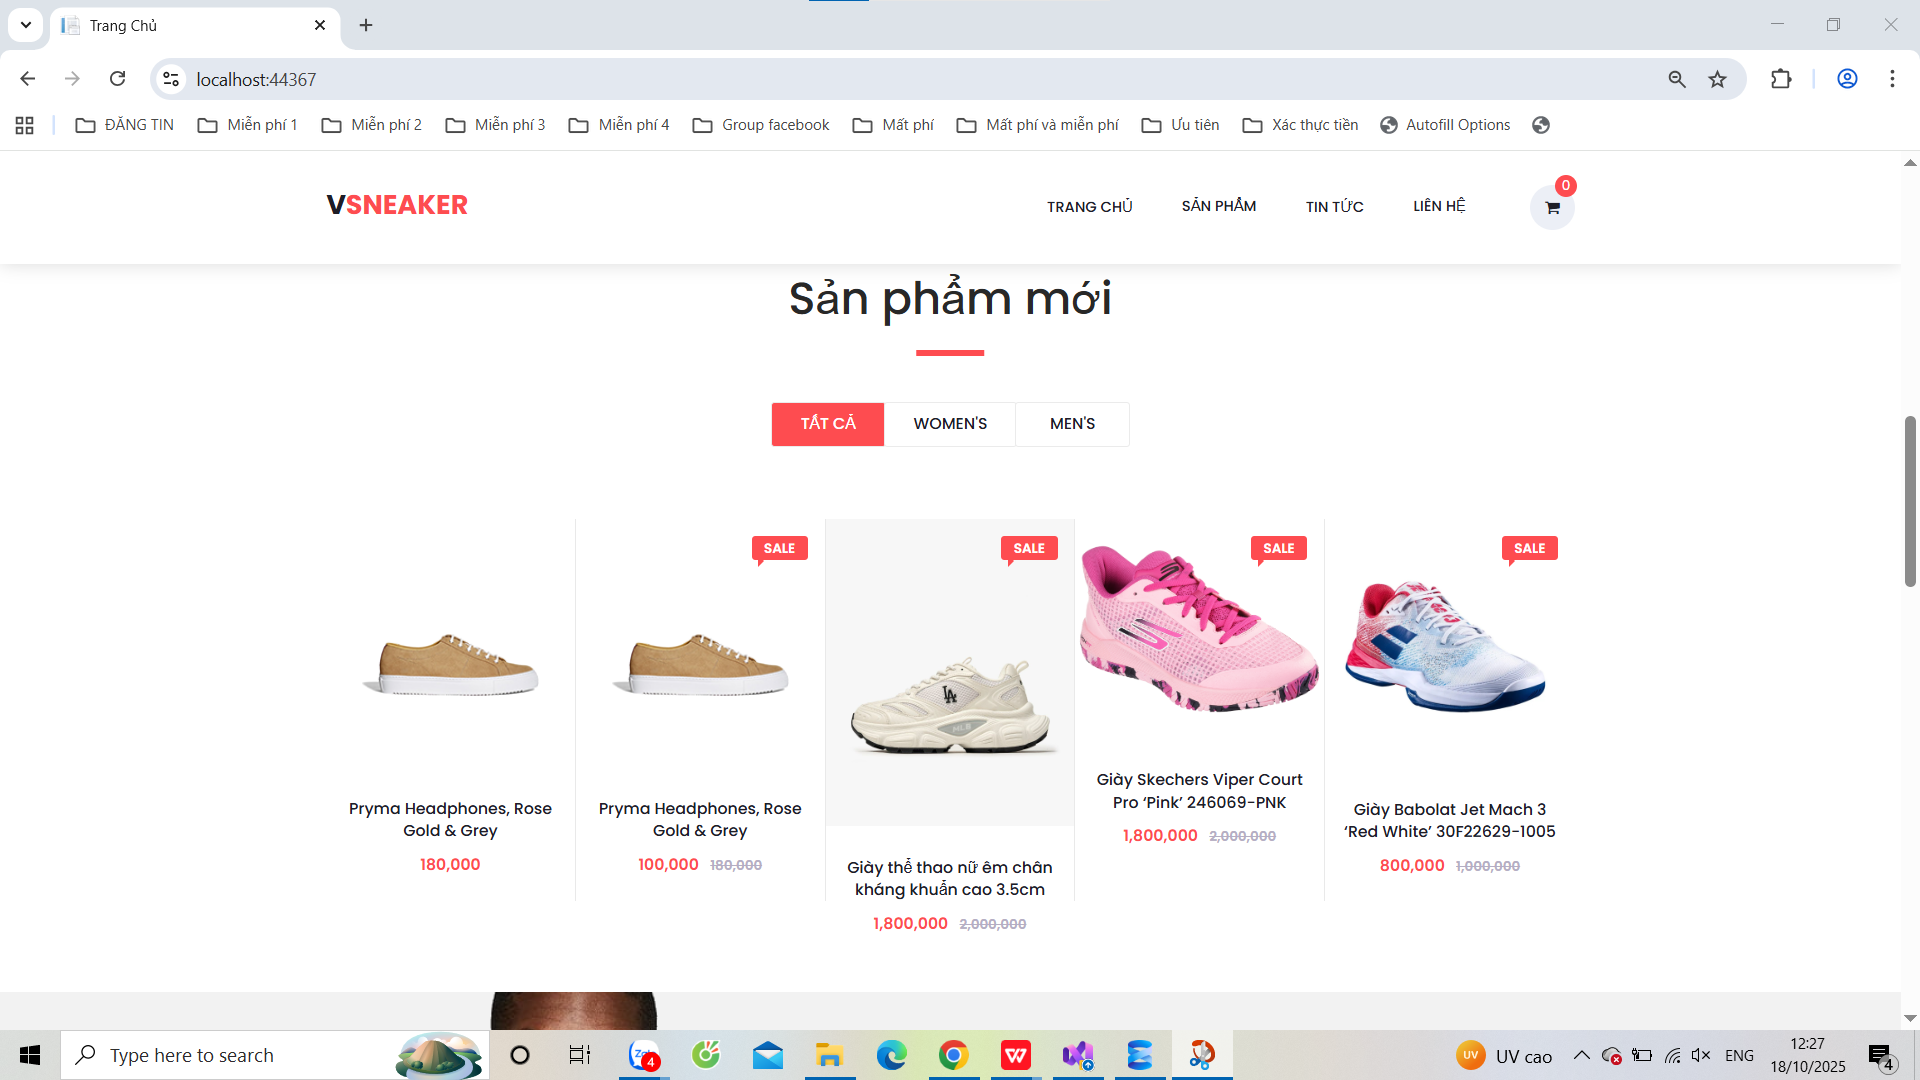 Trang Chủ
localhost:44367
ĐĂNG TIN
Miễn phí 1
Miễn phí 2
Miễn phí 3
Miễn phí 4
Group facebook
Mất phí
Mất phí và miễn phí
Ưu tiên
Xác thực tiền
Autofill Options
VSNEAKER
TRANG CHỦ
SẢN PHẨM
TIN TỨC
LIÊN HỆ
0
Sản phẩm mới
TẤT CẢ
WOMEN'S
MEN'S
Pryma Headphones, Rose
Gold & Grey
180,000
SALE
Pryma Headphones, Rose
Gold & Grey
100,000 180,000
SALE
LA
MLB
Giày thể thao nữ êm chân
kháng khuẩn cao 3.5cm
1,800,000 2,000,000
SALE
Giày Skechers Viper Court
Pro ‘Pink’ 246069-PNK
1,800,000 2,000,000
SALE
Giày Babolat Jet Mach 3
‘Red White’ 30F22629-1005
800,000 1,000,000
Type here to search
4
UV
UV cao
ENG
12:27
18/10/2025
4